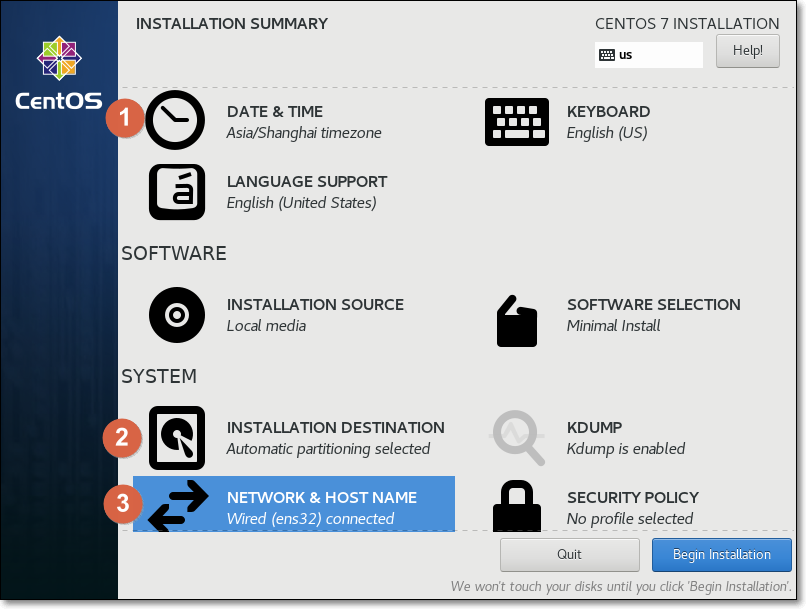 INSTALLATION SUMMARY
CENTOS 7 INSTALLATION
us
Help!
CentOS
1
DATE & TIME
Asia/Shanghai timezone
KEYBOARD
English (US)
á
LANGUAGE SUPPORT
English (United States)
SOFTWARE
INSTALLATION SOURCE
Local media
SOFTWARE SELECTION
Minimal Install
SYSTEM
2
INSTALLATION DESTINATION
Automatic partitioning selected
KDUMP
Kdump is enabled
3
NETWORK & HOST NAME
Wired (ens32) connected
SECURITY POLICY
No profile selected
Quit
Begin Installation
We won't touch your disks until you click 'Begin Installation'.